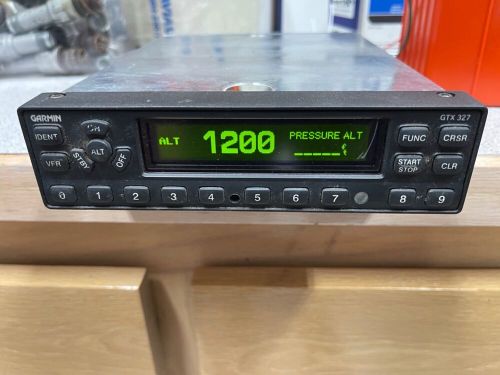 GARMIN
GTX 327
IDENT
ON
ALT
1200
PRESSURE ALT
FUNC
CRSR
VFR
STBY
ALT
OFF
START
STOP
CLR
0 1 2 3 4 5 6 7 8 9